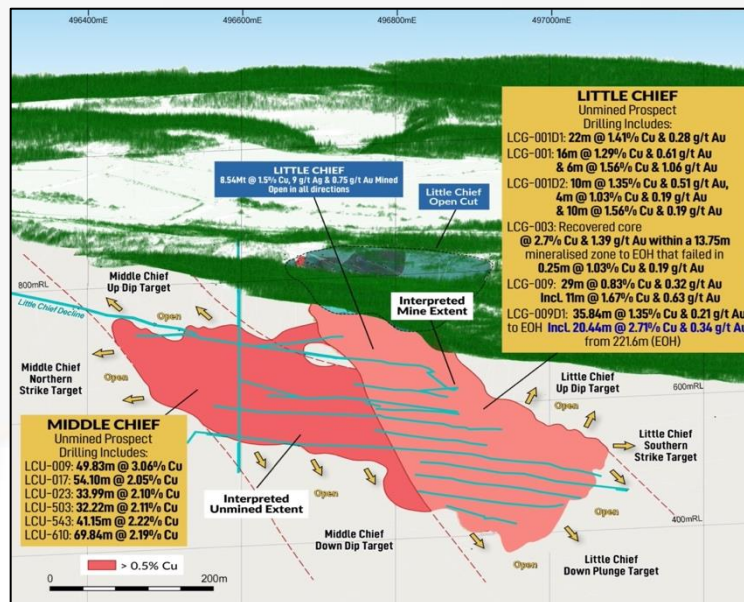 496400mE
496600mE
496800mE
497000mE
LITTLE CHIEF
Unmined Prospect
Drilling Includes:
LCG-001D1: 22m @ 1.41% Cu & 0.28 g/t Au
LCG-001: 16m @ 1.29% Cu & 0.61 g/t Au
& 6m @ 1.56% Cu & 1.06 g/t Au
LCG-001D2: 10m @ 1.35% Cu & 0.51 g/t Au,
4m @ 1.03% Cu & 0.19 g/t Au
& 10m @ 1.56% Cu & 0.19 g/t Au
LCG-003: Recovered core
@ 2.7% Cu & 1.39 g/t Au within a 13.75m
mineralised zone to EOH that failed in
0.25m @ 1.03% Cu & 0.19 g/t Au
LCG-009: 29m @ 0.83% Cu & 0.32 g/t Au
Incl. 11m @ 1.67% Cu & 0.63 g/t Au
LCG-009D1: 35.84m @ 1.35% Cu & 0.21 g/t Au
to EOH Incl. 20.44m @ 2.71% Cu & 0.34 g/t Au
from 221.6m (EOH)
LITTLE CHIEF
8.54Mt @ 1.5% Cu, 9 g/t Ag & 0.75 g/t Au Mined
Open in all directions
Little Chief
Open Cut
Middle Chief
Up Dip Target
800mRL
Open
Little Chief Decline
Open
Interpreted
Mine Extent
Middle Chief
Northern
Strike Target
Open
Little Chief
Up Dip Target
600mRL
Open
Little Chief
Southern
Strike Target
Open
MIDDLE CHIEF
Unmined Prospect
Drilling Includes:
LCU-009: 49.83m @ 3.06% Cu
LCU-017: 54.10m @ 2.05% Cu
LCU-023: 33.99m @ 2.10% Cu
LCU-503: 32.22m @ 2.11% Cu
LCU-543: 41.15m @ 2.22% Cu
LCU-610: 69.84m @ 2.19% Cu
Open
Interpreted
Unmined Extent
Open
Middle Chief
Down Dip Target
400mRL
Open
Open
Little Chief
Down Plunge Target
> 0.5% Cu
0
200m